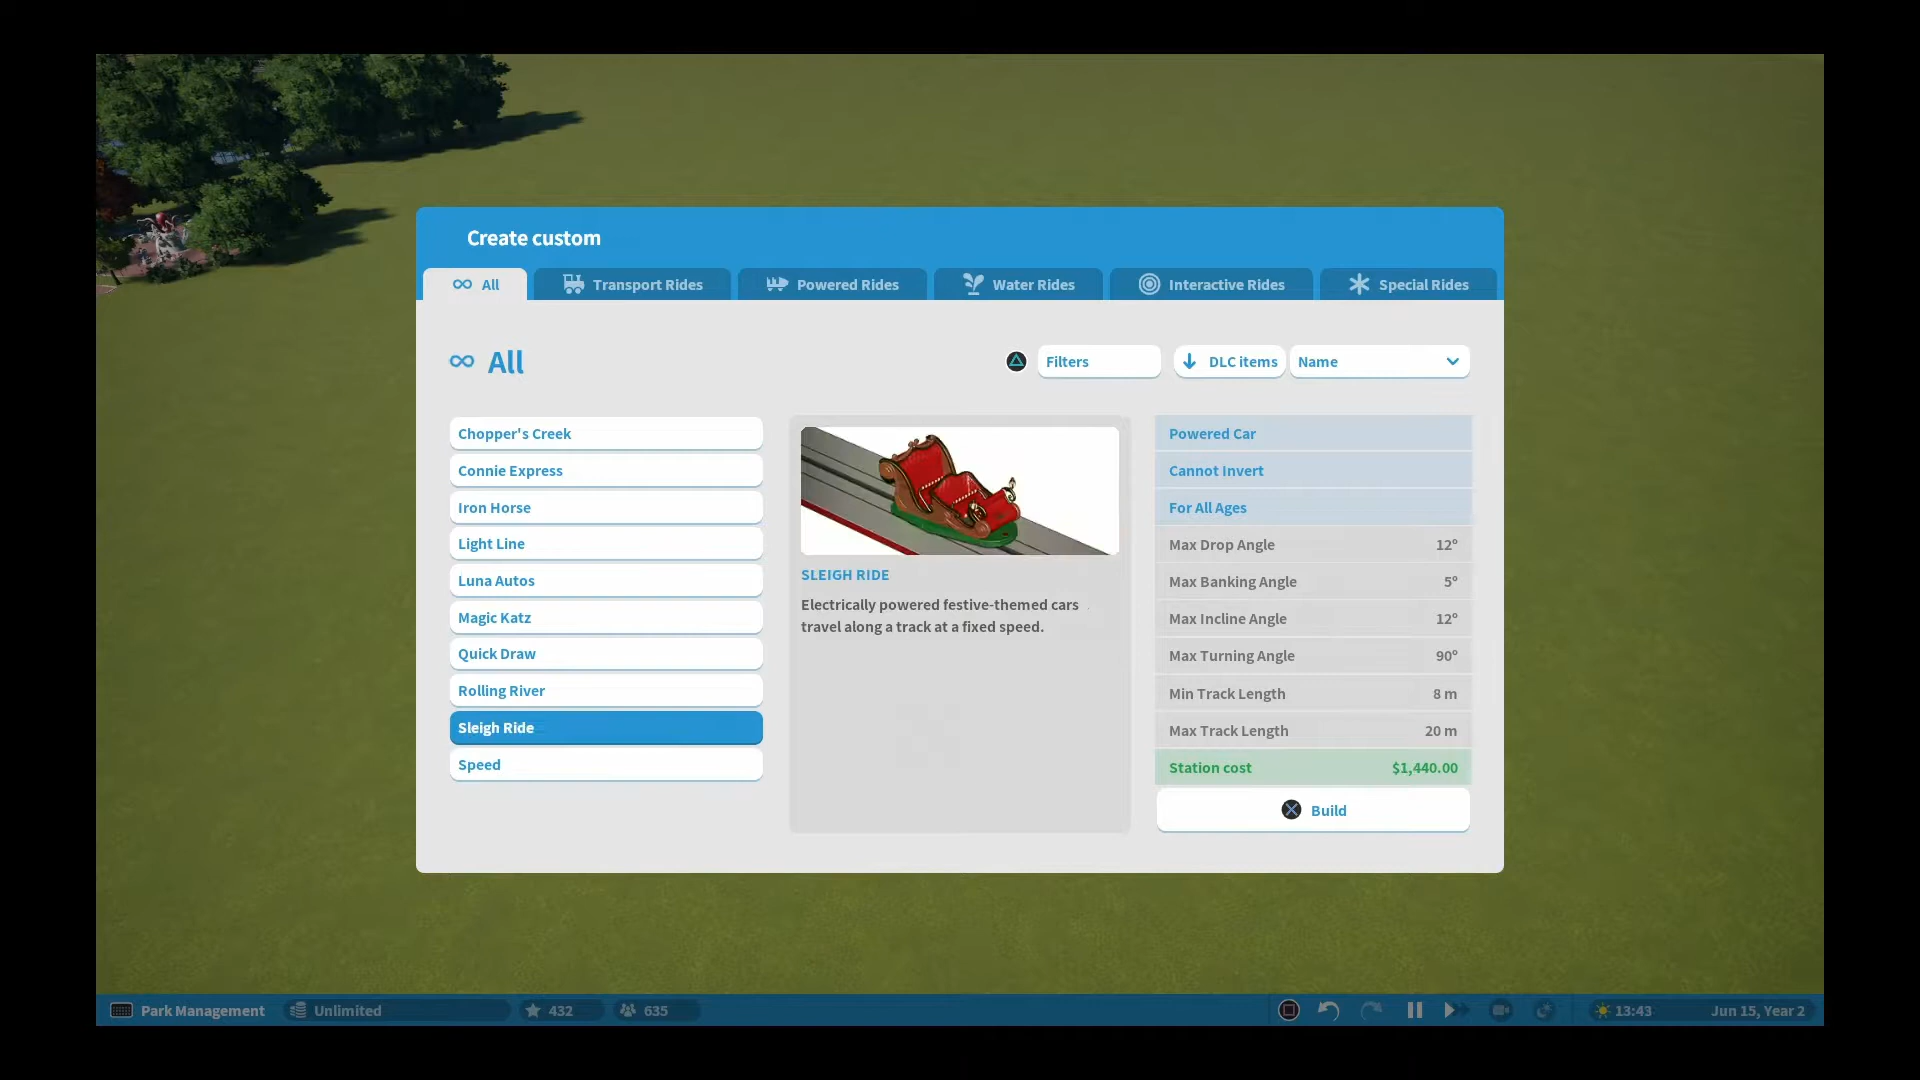 Create custom
All
Transport Rides
Powered Rides
Water Rides
Interactive Rides
Special Rides
All
Filters
DLC items
Name
Chopper's Creek
Connie Express
Iron Horse
Light Line
Luna Autos
Magic Katz
Quick Draw
Rolling River
Sleigh Ride
Speed
SLEIGH RIDE
Electrically powered festive-themed cars
travel along a track at a fixed speed.
Powered Car
Cannot Invert
For All Ages
Max Drop Angle 12º
Max Banking Angle 5º
Max Incline Angle 12º
Max Turning Angle 90º
Min Track Length 8 m
Max Track Length 20 m
Station cost $1,440.00
Build
Park Management
Unlimited
432
635
13:43
Jun 15, Year 2